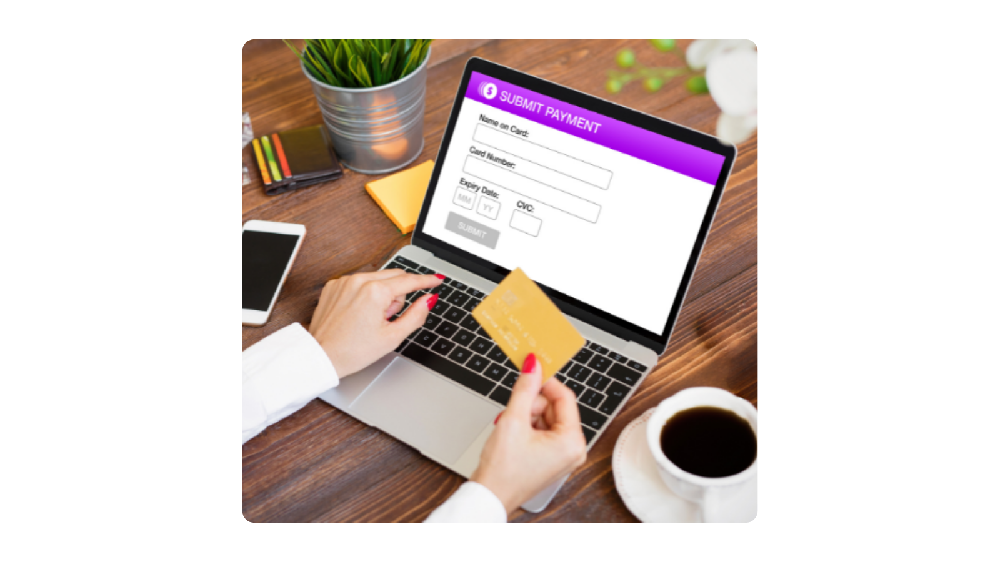 $ SUBMIT PAYMENT
Name on Card:
Card Number:
Expiry Date:
CVC:
MM
YY
SUBMIT